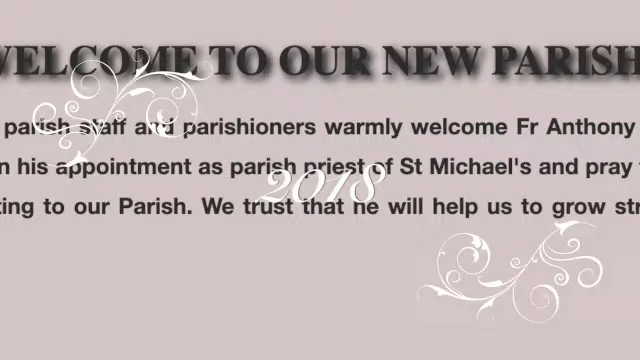 WELCOME TO OUR NEW PARISH
parish staff and parishioners warmly welcome Fr Anthony
his appointment as parish priest of St Michael's and pray
2018
to our Parish. We trust that he will help us to grow